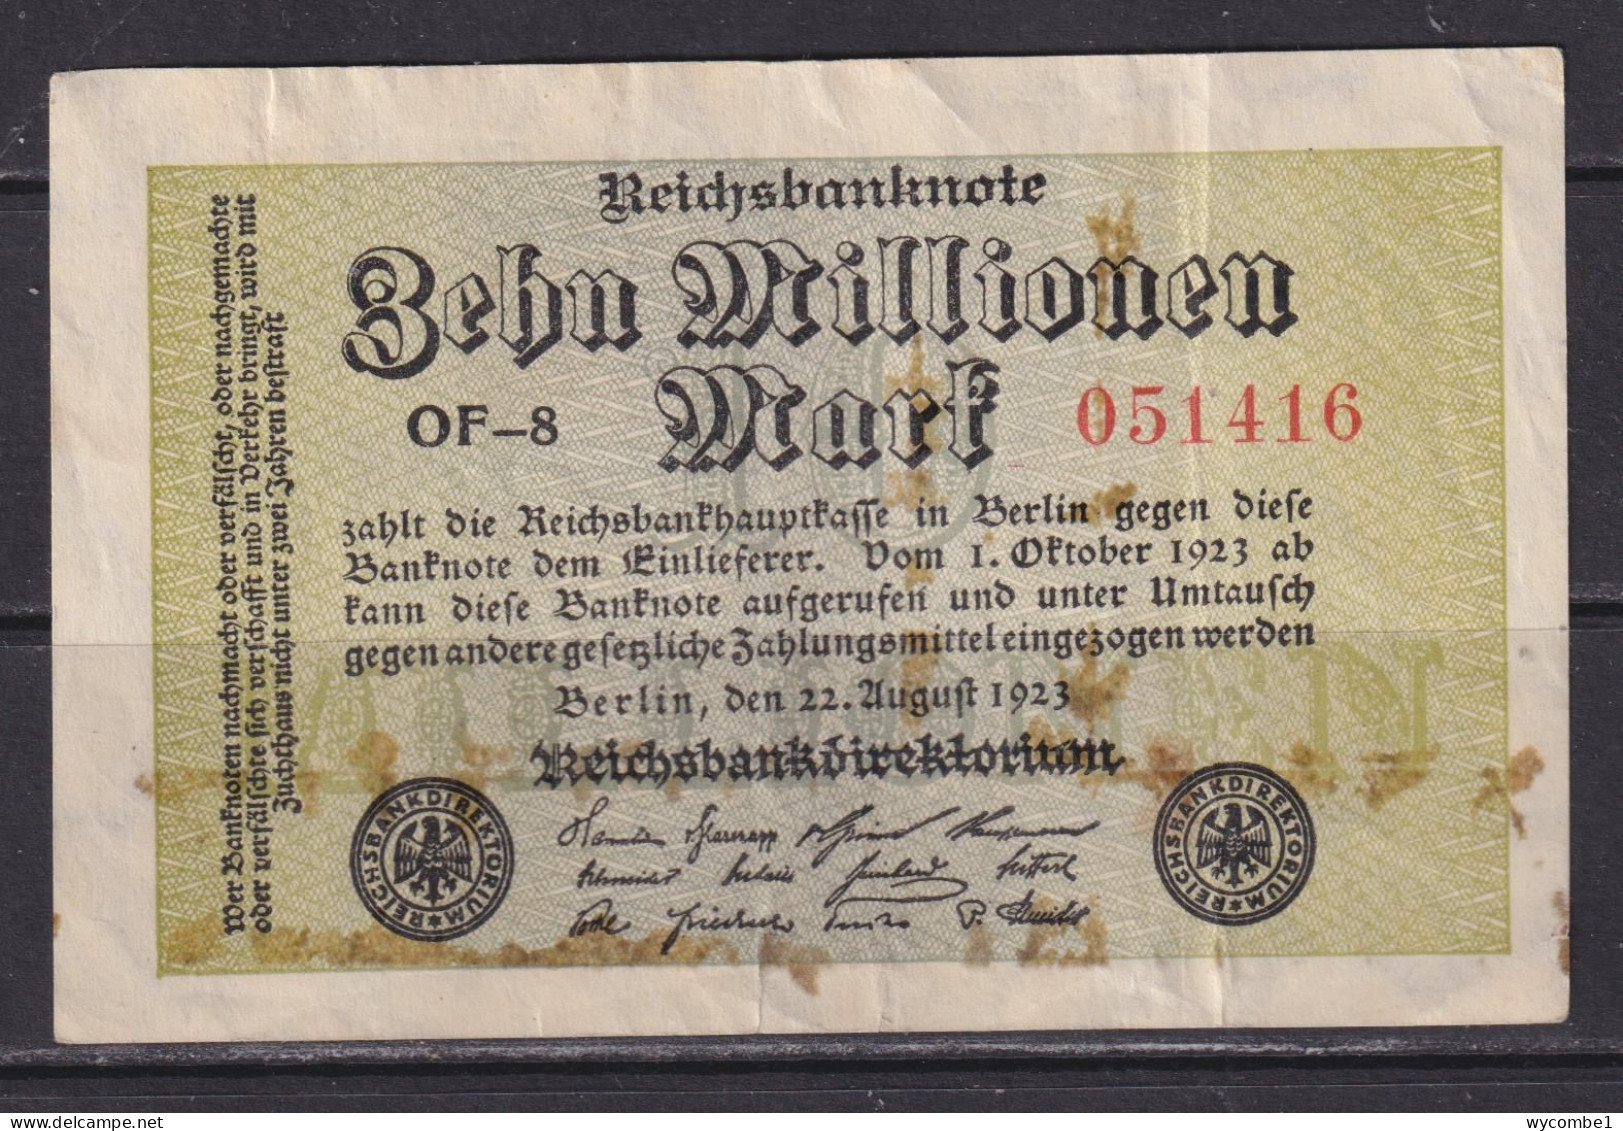 Reichsbanknote
Zehn Millionen
Mark
OF–8
051416
zahlt die Reichsbankhauptkasse in Berlin gegen diese
Banknote dem Einlieferer. Vom 1. Oktober 1923 ab
kann diese Banknote aufgerufen und unter Umtausch
gegen andere gesetzliche Zahlungsmittel eingezogen werden
Berlin, den 22. August 1923
Reichsbankdirektorium
REICHSBANKDIREKTORIUM
REICHSBANKDIREKTORIUM
Wer Banknoten nachmacht oder verfälscht, oder nachgemachte
oder verfälschte sich verschafft und in Verkehr bringt, wird mit
Zuchthaus nicht unter zwei Jahren bestraft
wycombe1